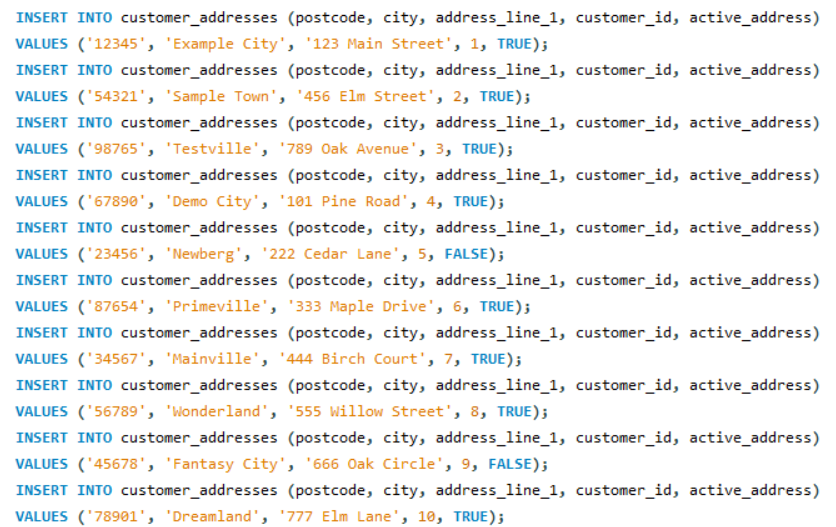 INSERT INTO customer_addresses (postcode, city, address_line_1, customer_id, active_address)
VALUES ('12345', 'Example City', '123 Main Street', 1, TRUE);
INSERT INTO customer_addresses (postcode, city, address_line_1, customer_id, active_address)
VALUES ('54321', 'Sample Town', '456 Elm Street', 2, TRUE);
INSERT INTO customer_addresses (postcode, city, address_line_1, customer_id, active_address)
VALUES ('98765', 'Testville', '789 Oak Avenue', 3, TRUE);
INSERT INTO customer_addresses (postcode, city, address_line_1, customer_id, active_address)
VALUES ('67890', 'Demo City', '101 Pine Road', 4, TRUE);
INSERT INTO customer_addresses (postcode, city, address_line_1, customer_id, active_address)
VALUES ('23456', 'Newberg', '222 Cedar Lane', 5, FALSE);
INSERT INTO customer_addresses (postcode, city, address_line_1, customer_id, active_address)
VALUES ('87654', 'Primeville', '333 Maple Drive', 6, TRUE);
INSERT INTO customer_addresses (postcode, city, address_line_1, customer_id, active_address)
VALUES ('34567', 'Mainville', '444 Birch Court', 7, TRUE);
INSERT INTO customer_addresses (postcode, city, address_line_1, customer_id, active_address)
VALUES ('56789', 'Wonderland', '555 Willow Street', 8, TRUE);
INSERT INTO customer_addresses (postcode, city, address_line_1, customer_id, active_address)
VALUES ('45678', 'Fantasy City', '666 Oak Circle', 9, FALSE);
INSERT INTO customer_addresses (postcode, city, address_line_1, customer_id, active_address)
VALUES ('78901', 'Dreamland', '777 Elm Lane', 10, TRUE);